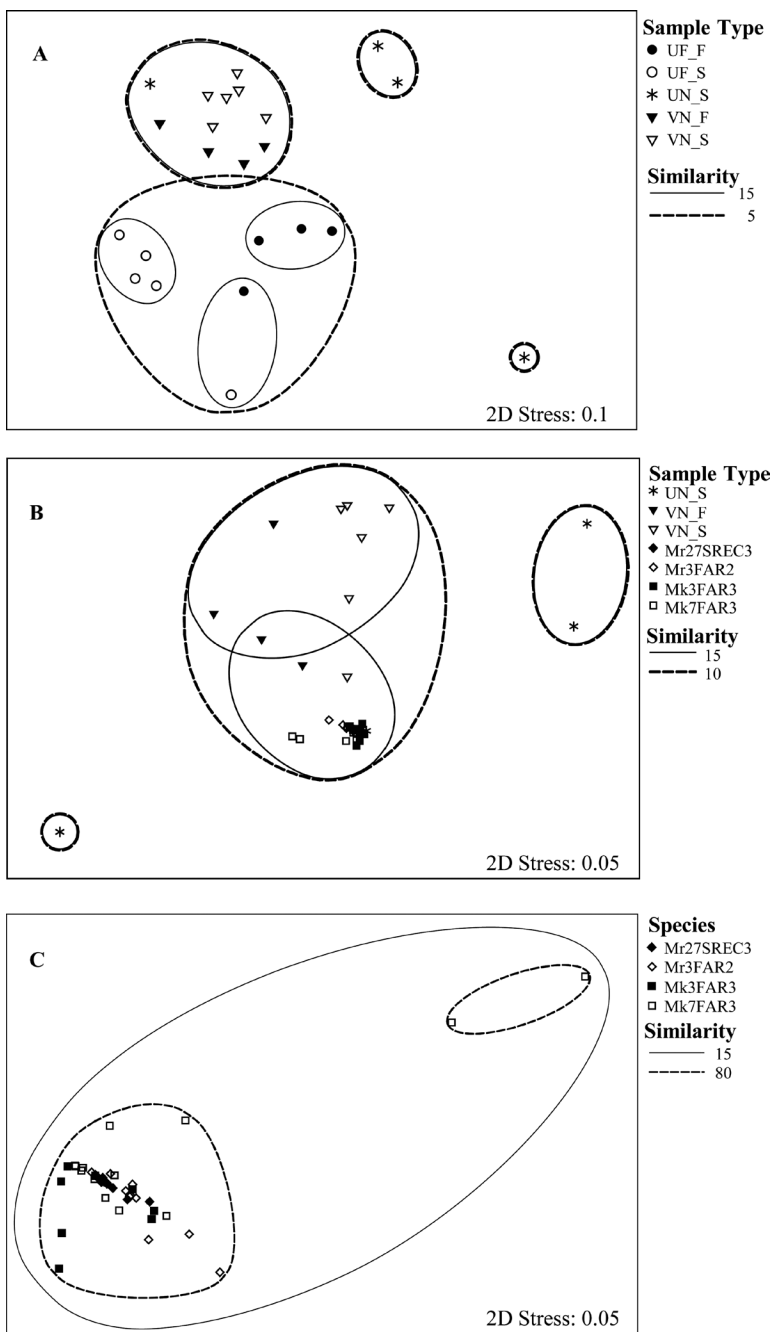 A
Sample Type
UF_F
UF_S
UN_S
VN_F
VN_S
Similarity
15
5
2D Stress: 0.1
B
Sample Type
UN_S
VN_F
VN_S
Mr27SREC3
Mr3FAR2
Mk3FAR3
Mk7FAR3
Similarity
15
10
2D Stress: 0.05
C
Species
Mr27SREC3
Mr3FAR2
Mk3FAR3
Mk7FAR3
Similarity
15
80
2D Stress: 0.05